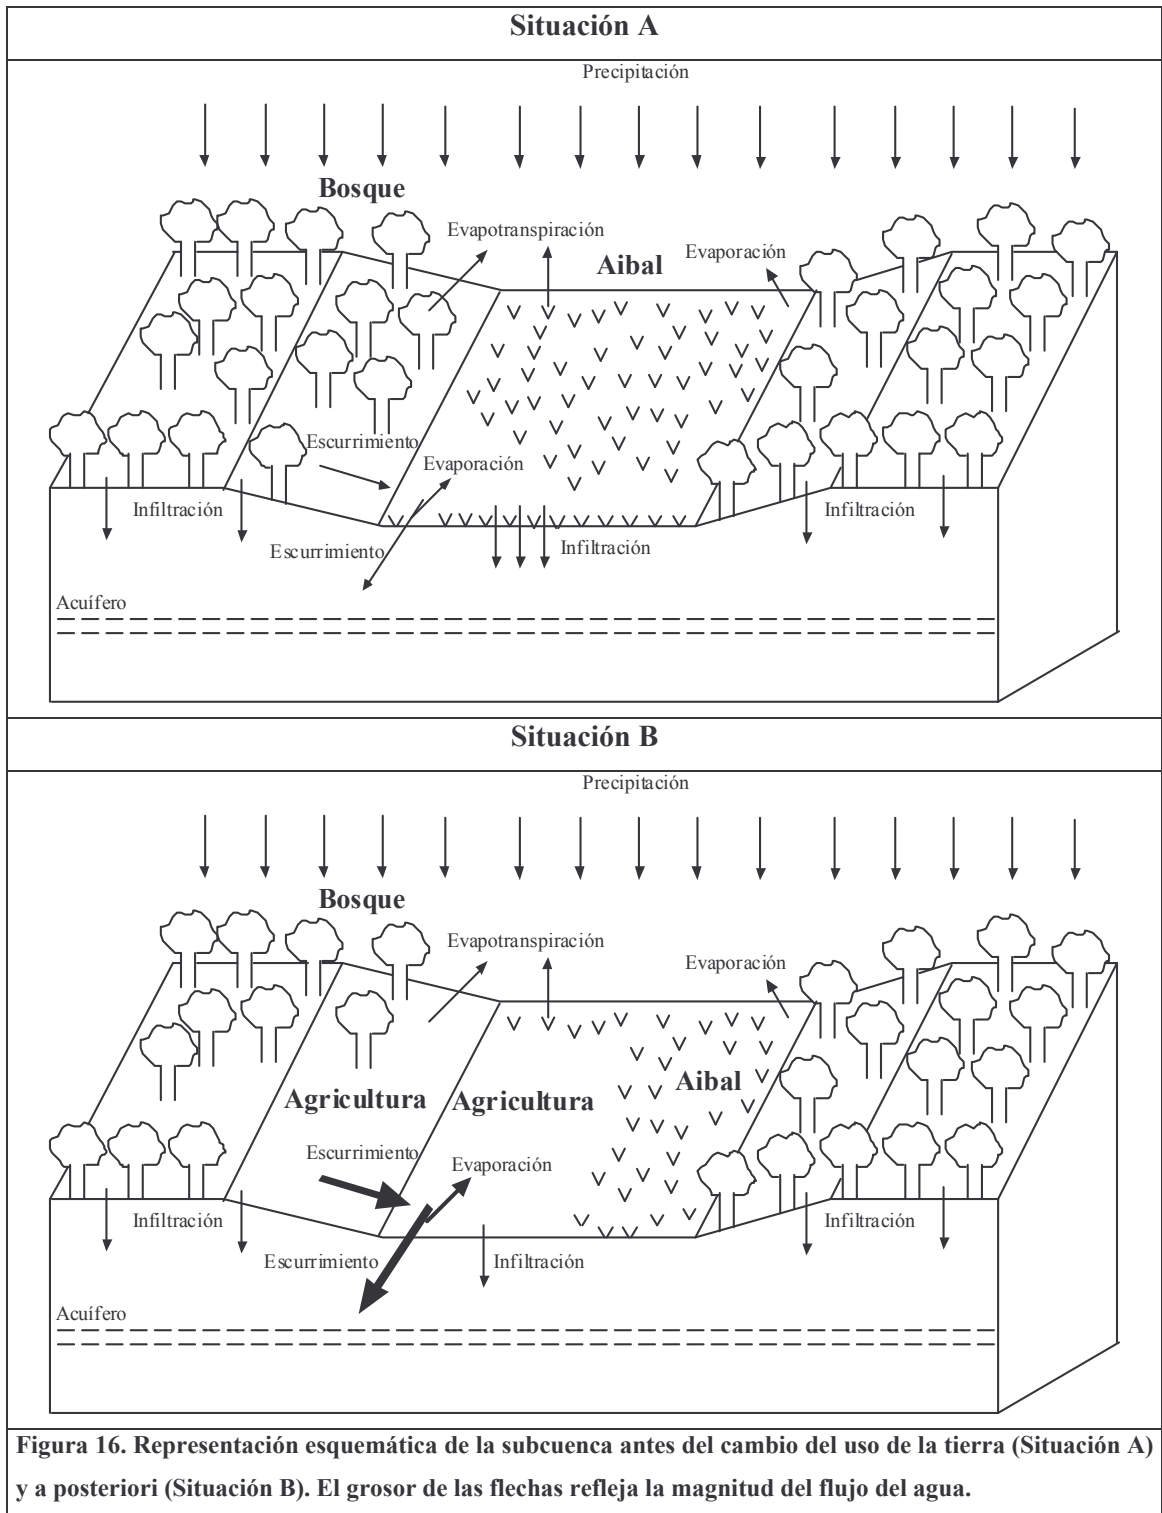 Situación A
Precipitación
Bosque
Evapotranspiración
Aibal
Evaporación
Escurrimiento
Evaporación
Infiltración
Infiltración
Escurrimiento
Infiltración
Acuífero
Situación B
Precipitación
Bosque
Evapotranspiración
Evaporación
Aibal
Agricultura
Agricultura
Escurrimiento
Evaporación
Infiltración
Infiltración
Escurrimiento
Infiltración
Acuífero
Figura 16. Representación esquemática de la subcuenca antes del cambio del uso de la tierra (Situación A)
y a posteriori (Situación B). El grosor de las flechas refleja la magnitud del flujo del agua.